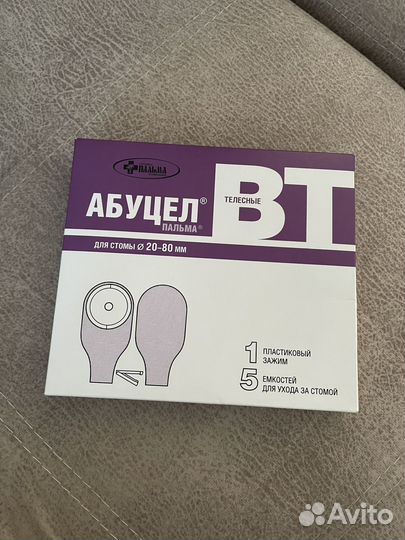 ПАЛЬМА
АБУЦЕЛ®
ПАЛЬМА®
ТЕЛЕСНЫЕ
ВТ
ДЛЯ СТОМЫ Ø 20–80 ММ
1 ПЛАСТИКОВЫЙ
ЗАЖИМ
5 ЕМКОСТЕЙ
ДЛЯ УХОДА ЗА СТОМОЙ
Avito